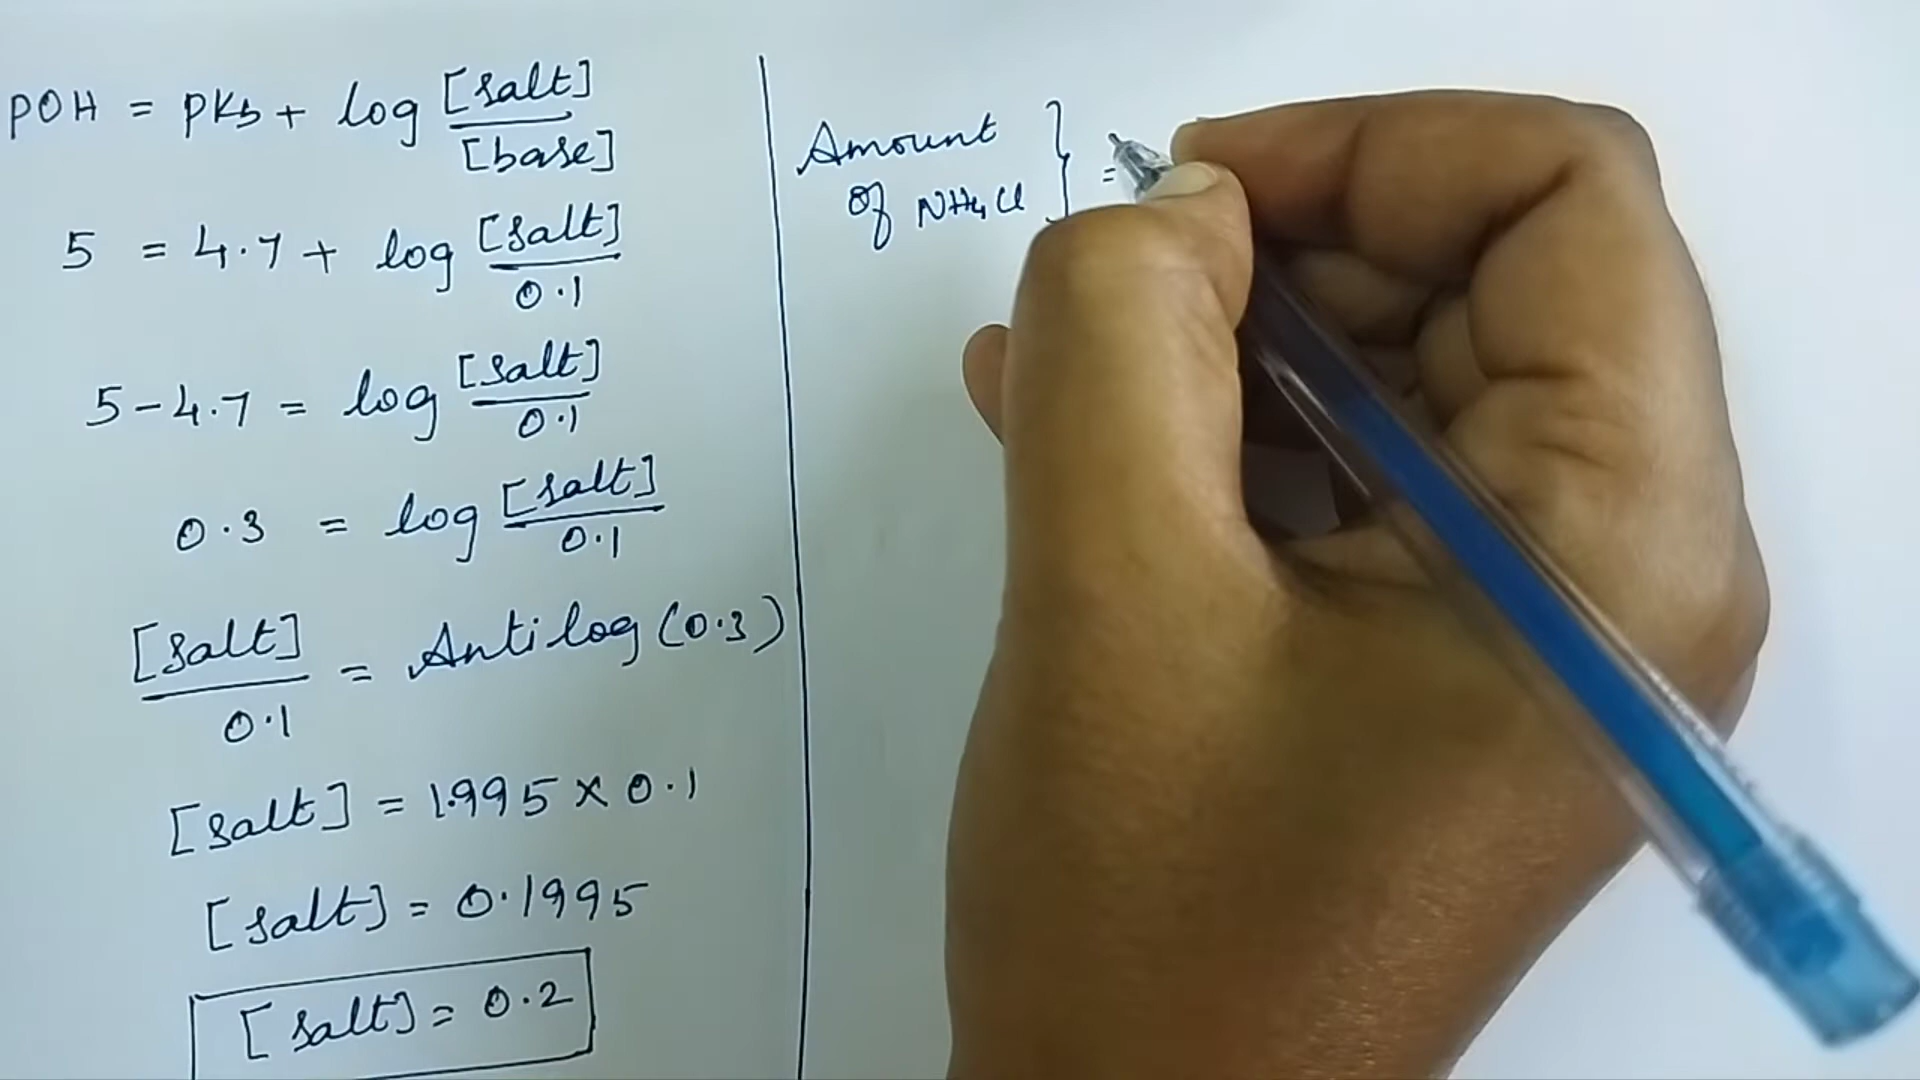 POH = PKb + log [salt]/[base]
5 = 4.7 + log [salt]/0.1
5 - 4.7 = log [salt]/0.1
0.3 = log [salt]/0.1
[salt]/0.1 = Antilog (0.3)
[salt] = 1.995 × 0.1
[salt] = 0.1995
[salt] = 0.2
Amount
of NH4Cl } =